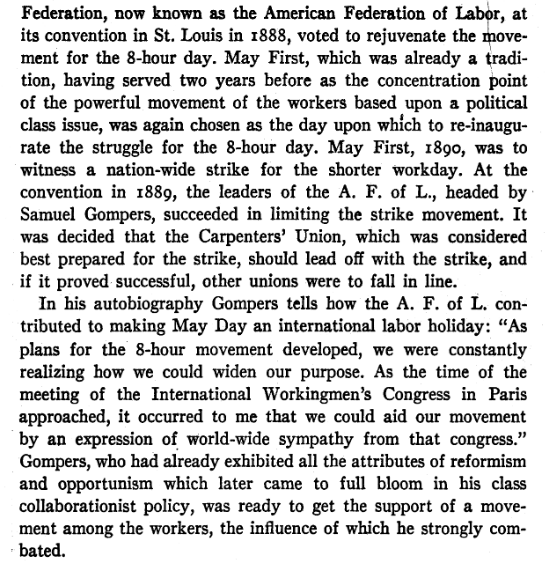 Federation, now known as the American Federation of Labor, at
its convention in St. Louis in 1888, voted to rejuvenate the move-
ment for the 8-hour day. May First, which was already a tradi-
tion, having served two years before as the concentration point
of the powerful movement of the workers based upon a political
class issue, was again chosen as the day upon which to re-inaugu-
rate the struggle for the 8-hour day. May First, 1890, was to
witness a nation-wide strike for the shorter workday. At the
convention in 1889, the leaders of the A. F. of L., headed by
Samuel Gompers, succeeded in limiting the strike movement. It
was decided that the Carpenters’ Union, which was considered
best prepared for the strike, should lead off with the strike, and
if it proved successful, other unions were to fall in line.
In his autobiography Gompers tells how the A. F. of L. con-
tributed to making May Day an international labor holiday: “As
plans for the 8-hour movement developed, we were constantly
realizing how we could widen our purpose. As the time of the
meeting of the International Workingmen’s Congress in Paris
approached, it occurred to me that we could aid our movement
by an expression of world-wide sympathy from that congress.”
Gompers, who had already exhibited all the attributes of reformism
and opportunism which later came to full bloom in his class
collaborationist policy, was ready to get the support of a move-
ment among the workers, the influence of which he strongly com-
bated.